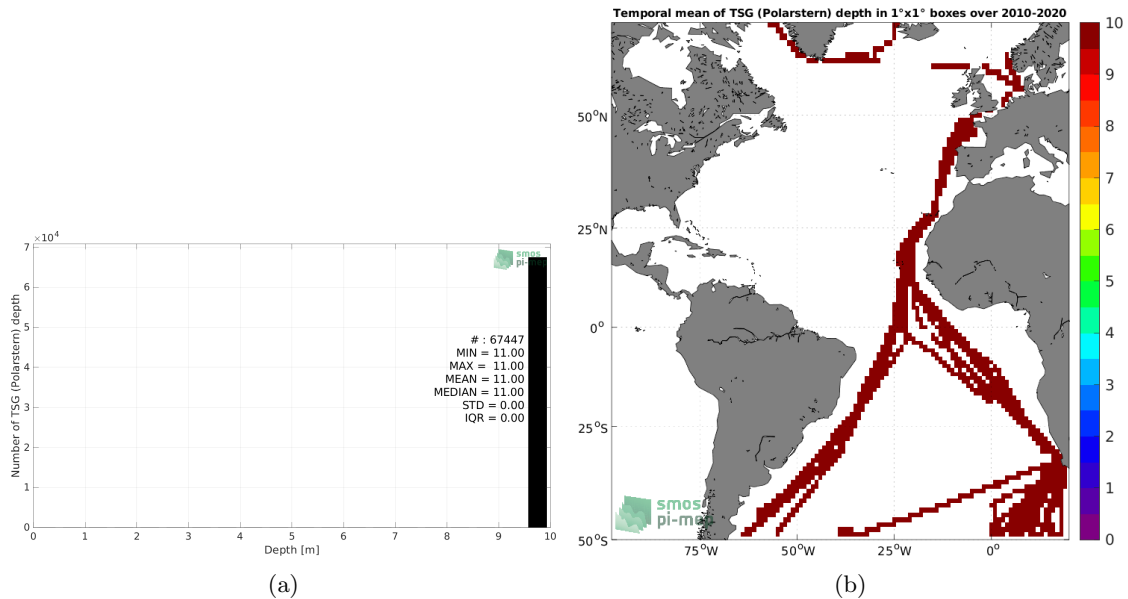 Temporal mean of TSG (Polarstern) depth in 1°x1° boxes over 2010-2020
×10⁴
7
6
5
4
3
2
1
0
Number of TSG (Polarstern) depth
smos
pi-mep
# : 67447
MIN = 11.00
MAX = 11.00
MEAN = 11.00
MEDIAN = 11.00
STD = 0.00
IQR = 0.00
0 1 2 3 4 5 6 7 8 9 10
Depth [m]
(a)
50°N
25°N
0°
25°S
50°S
75°W 50°W 25°W 0°
smos
pi-mep
10
9
8
7
6
5
4
3
2
1
0
(b)